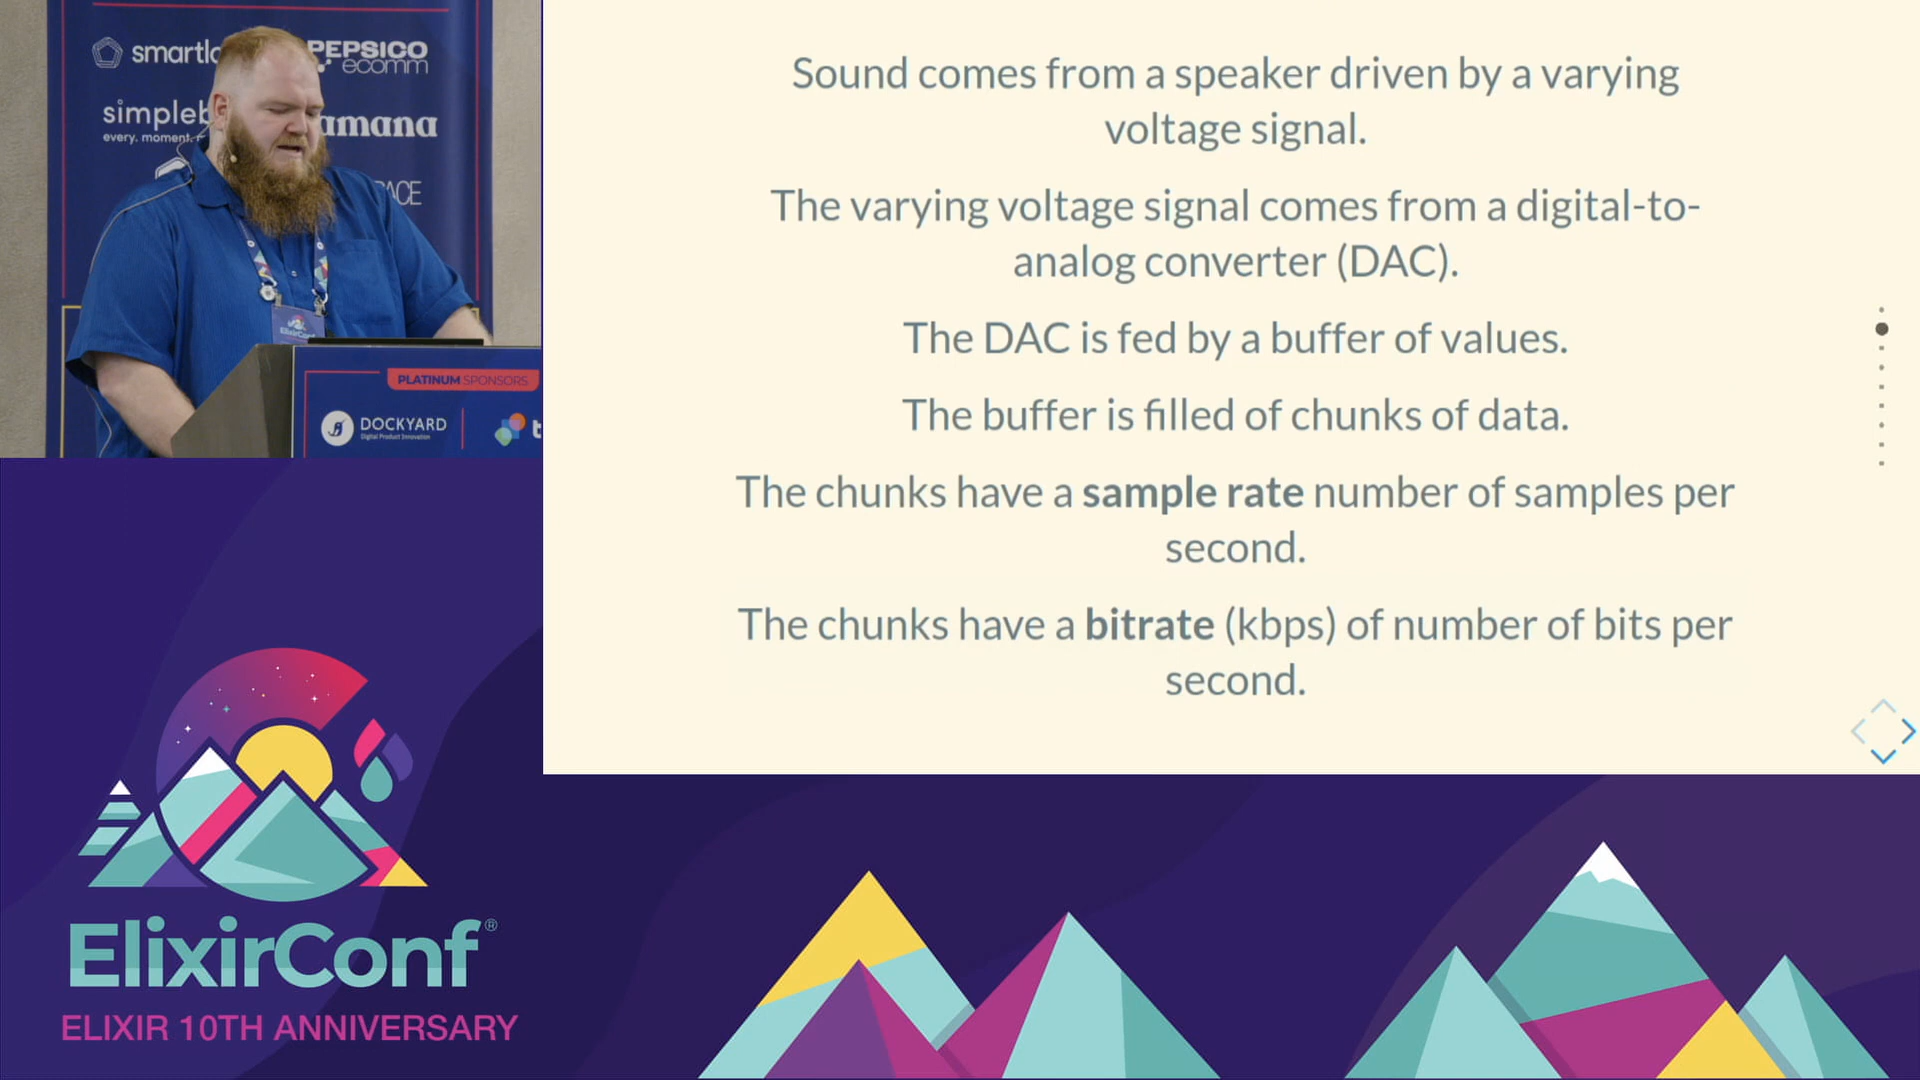 smartlo
PEPSICO
ecomm
simpleb
every. moment.
amana
ACE
ElixirConf
PLATINUM SPONSORS
DOCKYARD
Digital Product Innovation
t
Sound comes from a speaker driven by a varying
voltage signal.
The varying voltage signal comes from a digital-to-
analog converter (DAC).
The DAC is fed by a buffer of values.
The buffer is filled of chunks of data.
The chunks have a sample rate number of samples per
second.
The chunks have a bitrate (kbps) of number of bits per
second.
ElixirConf®
ELIXIR 10TH ANNIVERSARY